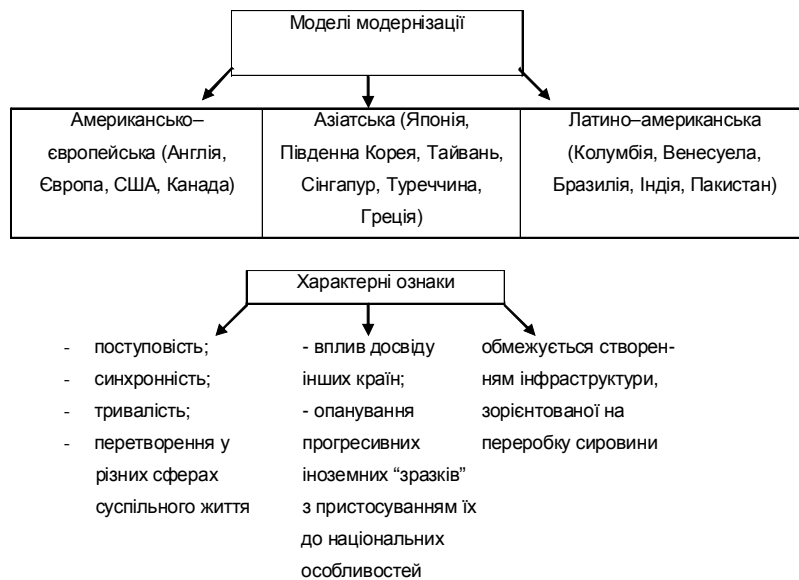 Моделі модернізації
Американсько–
європейська (Англія,
Європа, США, Канада)
Азіатська (Японія,
Південна Корея, Тайвань,
Сінгапур, Туреччина,
Греція)
Латино–американська
(Колумбія, Венесуела,
Бразилія, Індія, Пакистан)
Характерні ознаки
- поступовість;
- синхронність;
- тривалість;
- перетворення у
різних сферах
суспільного життя
- вплив досвіду
інших країн;
- опанування
прогресивних
іноземних “зразків”
з пристосуванням їх
до національних
особливостей
обмежується створен-
ням інфраструктури,
зорієнтованої на
переробку сировини